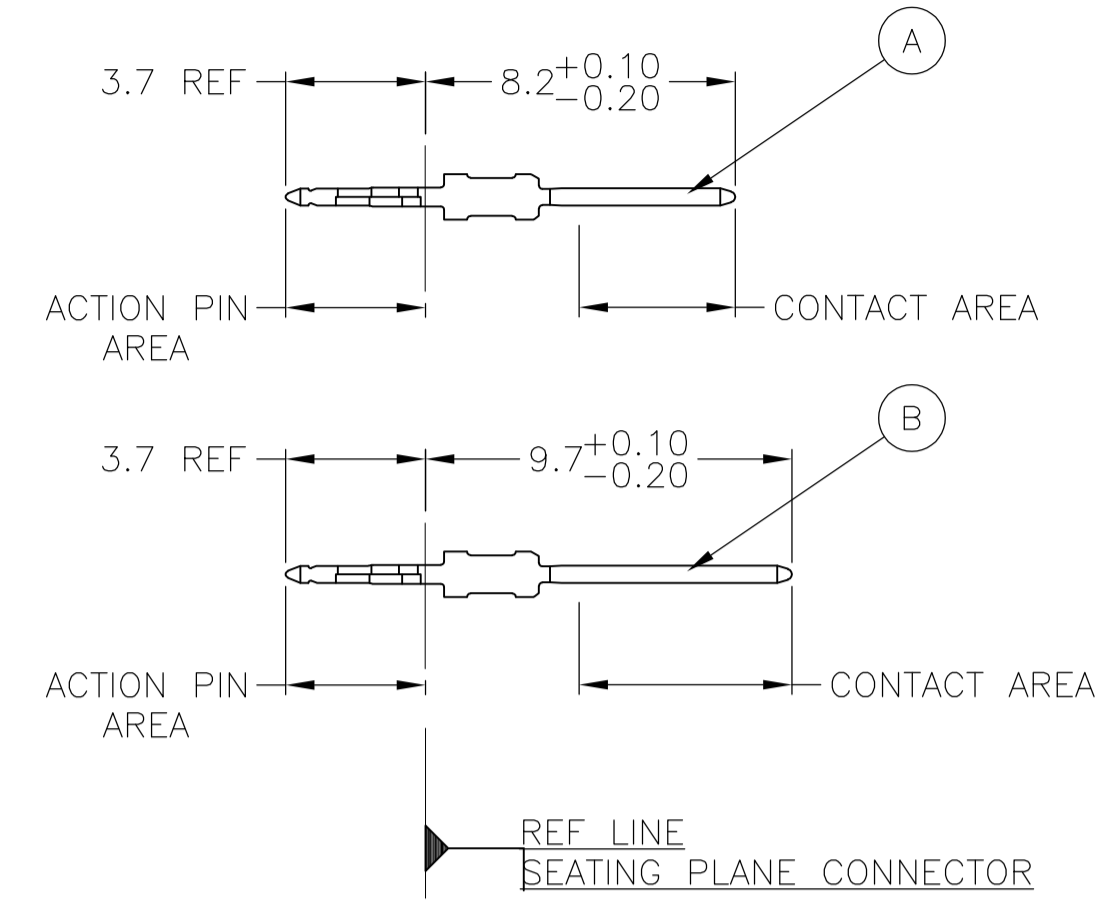 A
3.7 REF
8.2 +0.10 -0.20
ACTION PIN AREA
CONTACT AREA
B
3.7 REF
9.7 +0.10 -0.20
ACTION PIN AREA
CONTACT AREA
REF LINE
SEATING PLANE CONNECTOR